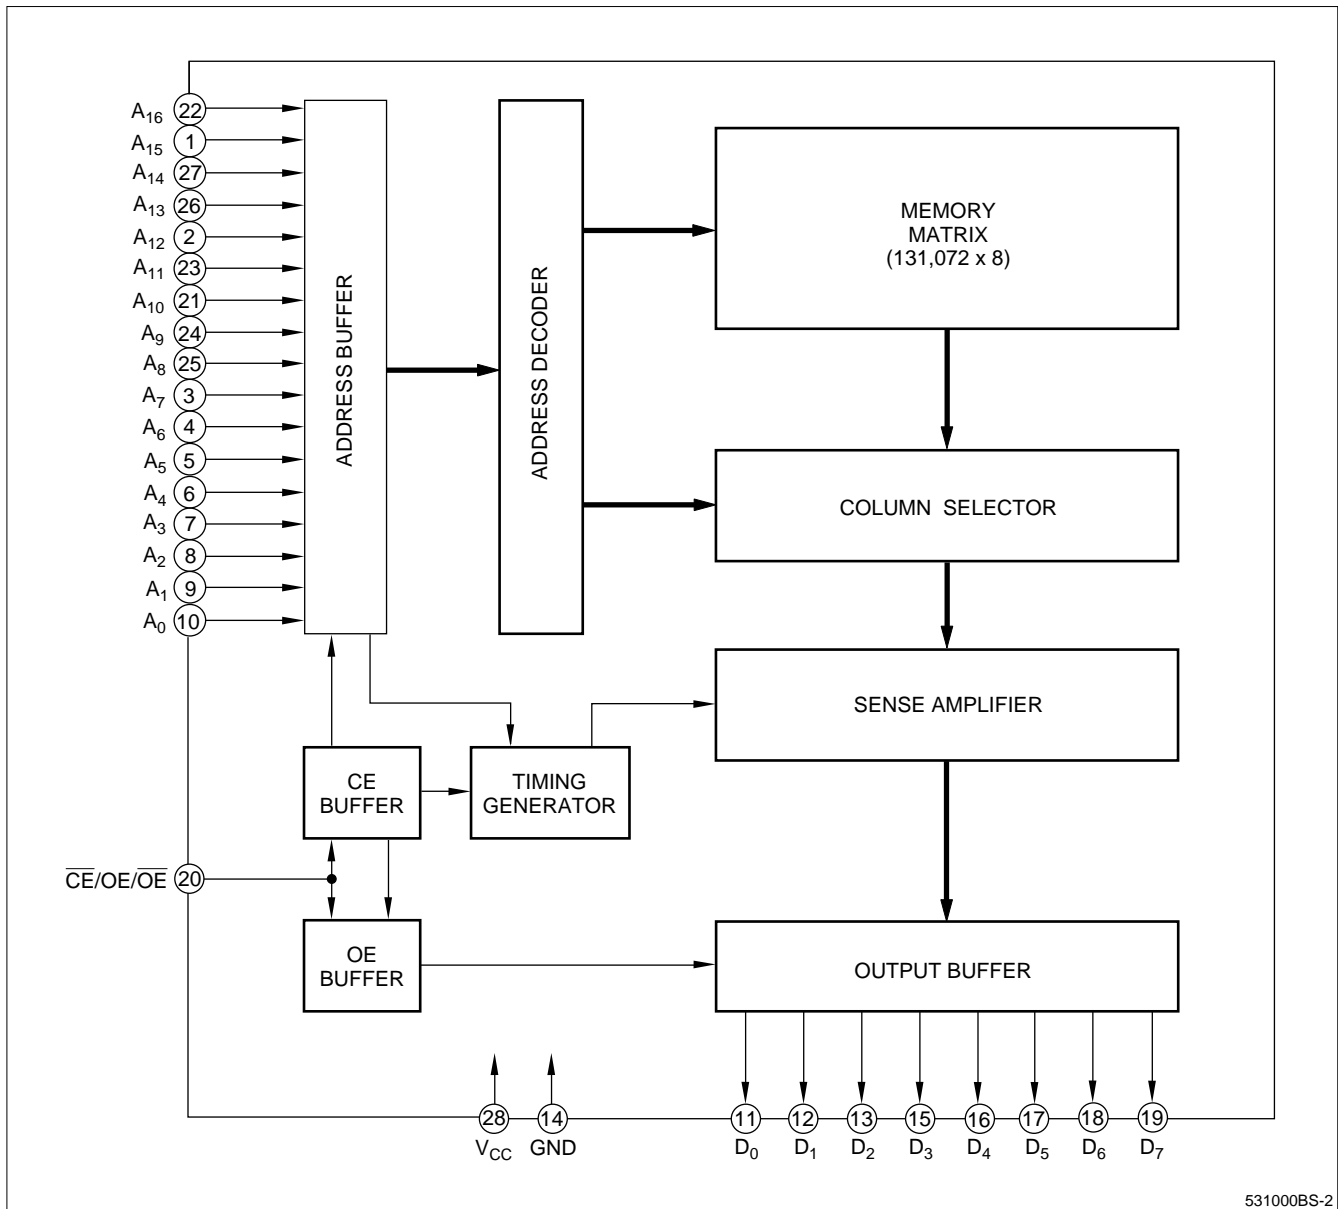 A16 22
A15 1
A14 27
A13 26
A12 2
A11 23
A10 21
A9 24
A8 25
A7 3
A6 4
A5 5
A4 6
A3 7
A2 8
A1 9
A0 10
ADDRESS BUFFER
ADDRESS DECODER
MEMORY
MATRIX
(131,072 x 8)
COLUMN SELECTOR
SENSE AMPLIFIER
CE
BUFFER
TIMING
GENERATOR
C̅E̅/OE/O̅E̅ 20
OE
BUFFER
OUTPUT BUFFER
28 14 11 12 13 15 16 17 18 19
VCC GND D0 D1 D2 D3 D4 D5 D6 D7
531000BS-2